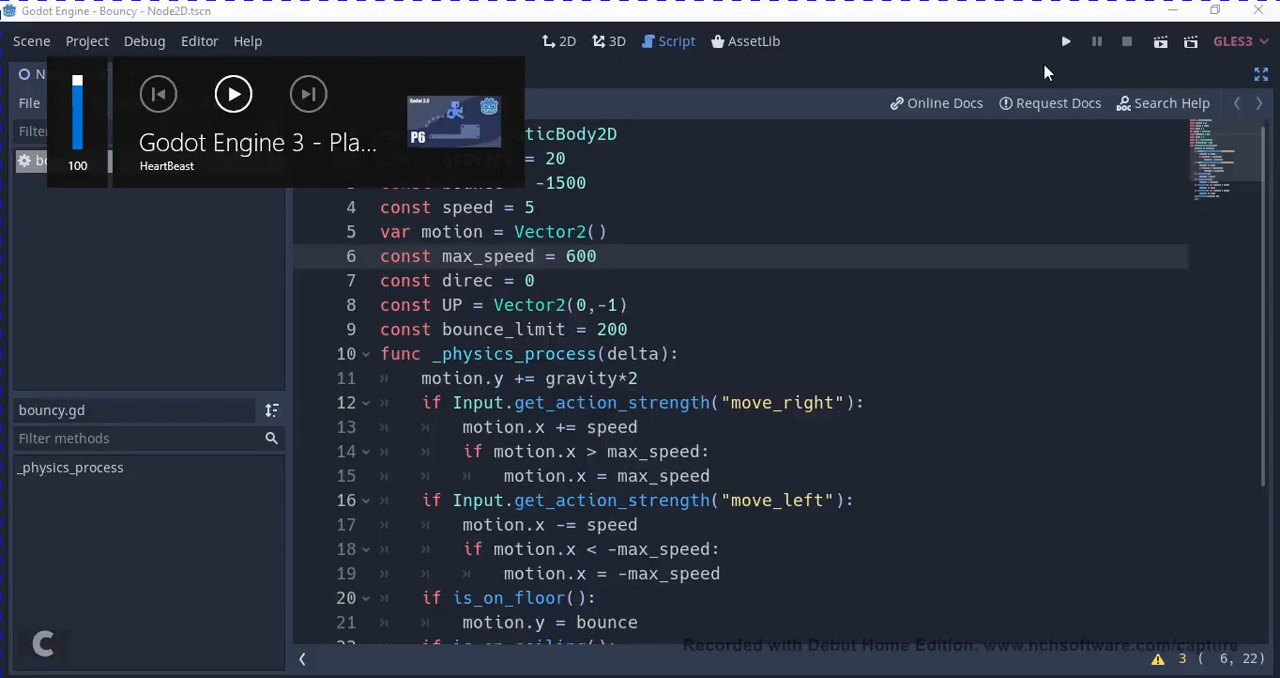 Godot Engine - Bouncy - Node2D.tscn
Scene Project Debug Editor Help
2D 3D Script AssetLib
GLES3
N
File
Online Docs Request Docs Search Help
Godot Engine 3 - Pla...
HeartBeast
100
Godot 3.0
P6
Filter
bo
ticBody2D
= 20
-1500
4 const speed = 5
5 var motion = Vector2()
6 const max_speed = 600
7 const direc = 0
8 const UP = Vector2(0,-1)
9 const bounce_limit = 200
10 func _physics_process(delta):
11 motion.y += gravity*2
12 if Input.get_action_strength("move_right"):
13 motion.x += speed
14 if motion.x > max_speed:
15 motion.x = max_speed
16 if Input.get_action_strength("move_left"):
17 motion.x -= speed
18 if motion.x < -max_speed:
19 motion.x = -max_speed
20 if is_on_floor():
21 motion.y = bounce
bouncy.gd
Filter methods
_physics_process
C
Recorded with Debut Home Edition. www.nchsoftware.com/capture
3 ( 6, 22)